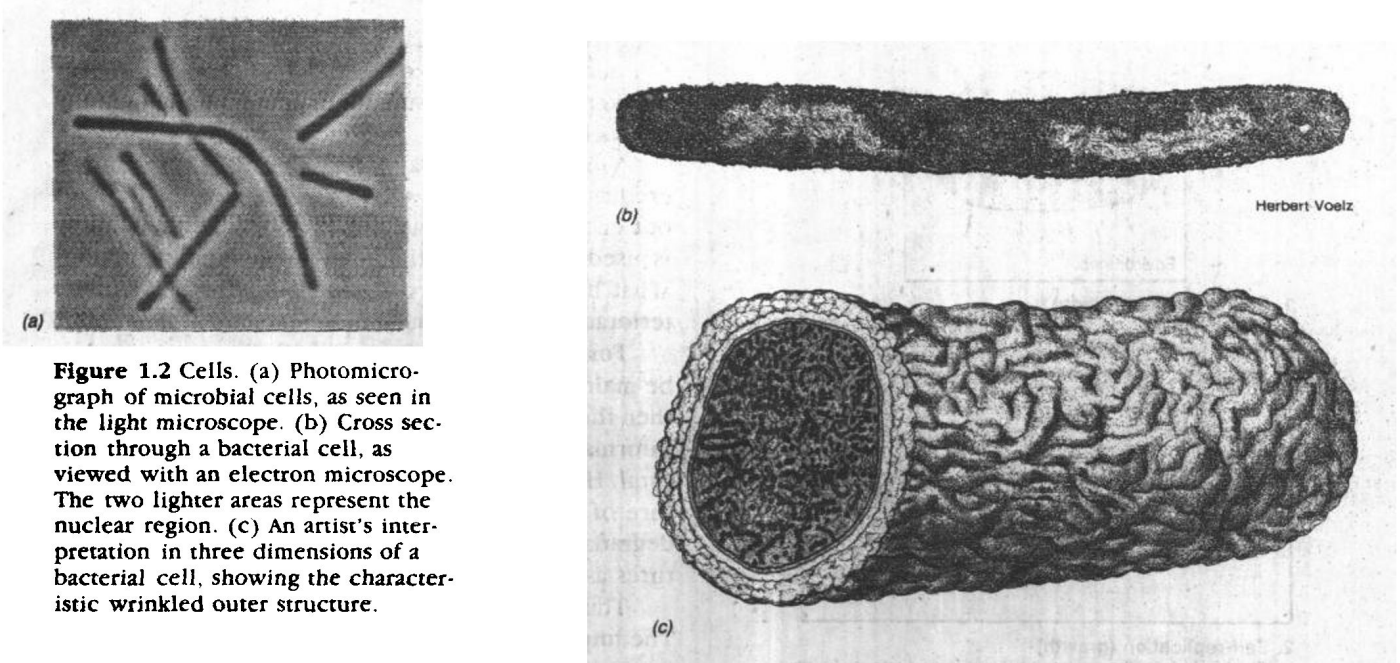 (a)
Figure 1.2 Cells. (a) Photomicro-
graph of microbial cells, as seen in
the light microscope. (b) Cross sec-
tion through a bacterial cell, as
viewed with an electron microscope.
The two lighter areas represent the
nuclear region. (c) An artist's inter-
pretation in three dimensions of a
bacterial cell, showing the character-
istic wrinkled outer structure.
(b)
Herbert Voelz
(c)